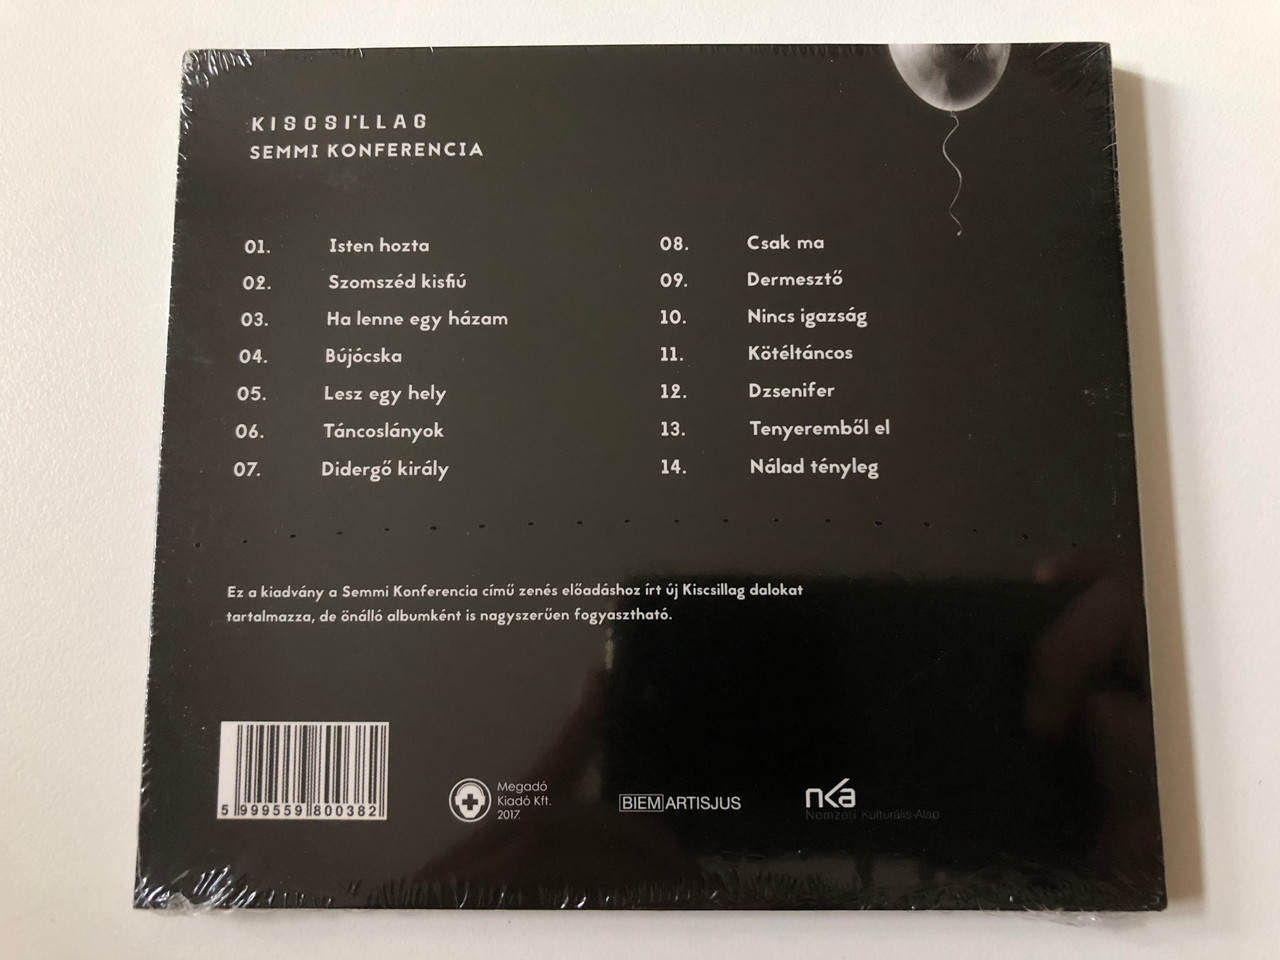 KISCSILLAG
SEMMI KONFERENCIA
01. Isten hozta
02. Szomszéd kisfiú
03. Ha lenne egy házam
04. Bújócska
05. Lesz egy hely
06. Táncoslányok
07. Didergő király
08. Csak ma
09. Dermesztő
10. Nincs igazság
11. Kötéltáncos
12. Dzsenifer
13. Tenyeremből el
14. Nálad tényleg
Ez a kiadvány a Semmi Konferencia című zenés előadáshoz írt új Kiscsillag dalokat
tartalmazza, de önálló albumként is nagyszerűen fogyasztható.
5 999559 800382
Megadó
Kiadó Kft.
2017.
BIEM ARTISJUS
nka
Nemzeti Kulturális Alap